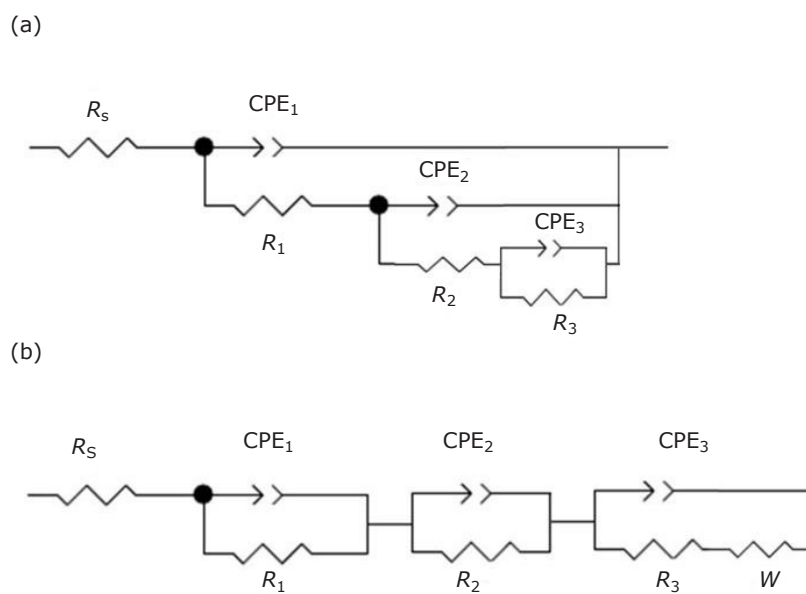 (a)
Rs CPE1
CPE2
R1 CPE3
R2
R3
(b)
RS CPE1 CPE2 CPE3
R1 R2 R3 W